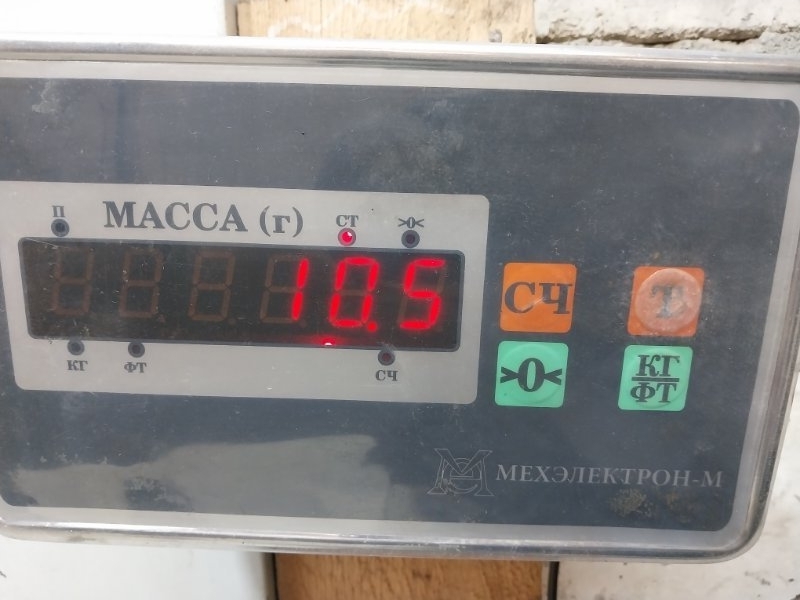 П
МАССА (г)
СТ
>0<
10.5
КГ
ФТ
СЧ
СЧ
Т
>0<
КГ
ФТ
МЕХЭЛЕКТРОН-М